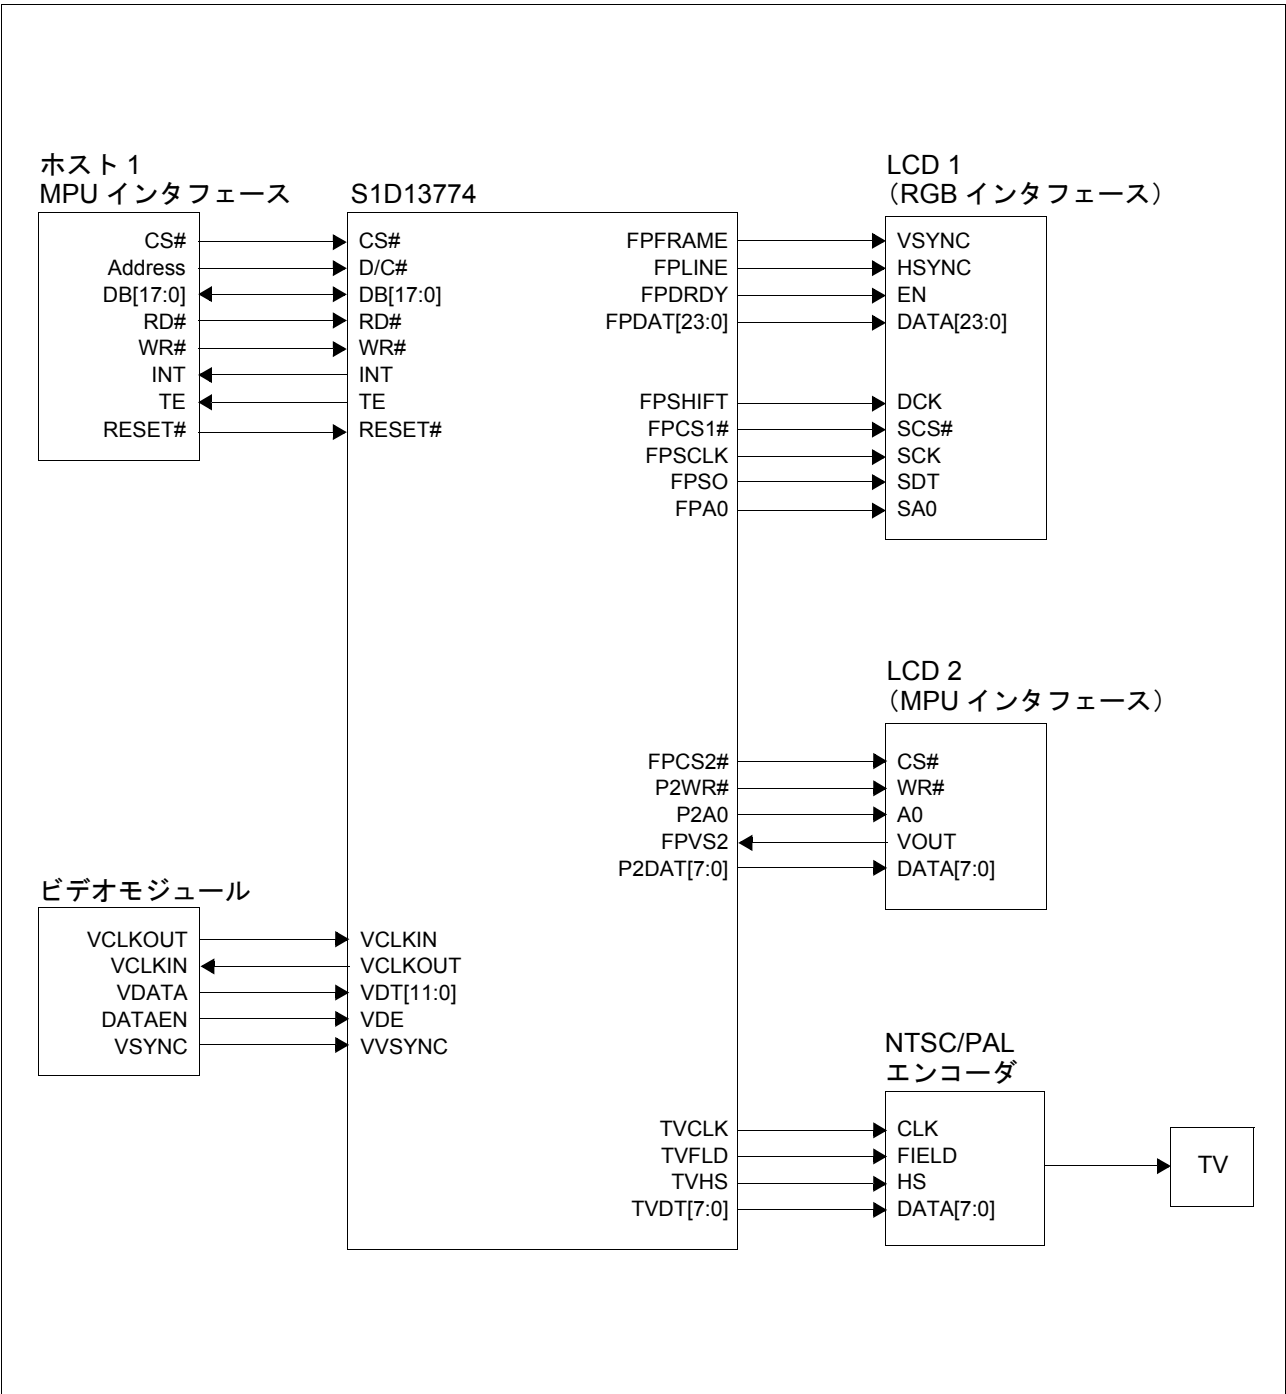 ホスト 1
MPU インタフェース
CS#
Address
DB[17:0]
RD#
WR#
INT
TE
RESET#
S1D13774
CS#
D/C#
DB[17:0]
RD#
WR#
INT
TE
RESET#
FPFRAME
FPLINE
FPDRDY
FPDAT[23:0]
FPSHIFT
FPCS1#
FPSCLK
FPSO
FPA0
LCD 1
（RGB インタフェース）
VSYNC
HSYNC
EN
DATA[23:0]
DCK
SCS#
SCK
SDT
SA0
FPCS2#
P2WR#
P2A0
FPVS2
P2DAT[7:0]
LCD 2
（MPU インタフェース）
CS#
WR#
A0
VOUT
DATA[7:0]
ビデオモジュール
VCLKOUT
VCLKIN
VDATA
DATAEN
VSYNC
VCLKIN
VCLKOUT
VDT[11:0]
VDE
VVSYNC
TVCLK
TVFLD
TVHS
TVDT[7:0]
NTSC/PAL
エンコーダ
CLK
FIELD
HS
DATA[7:0]
TV